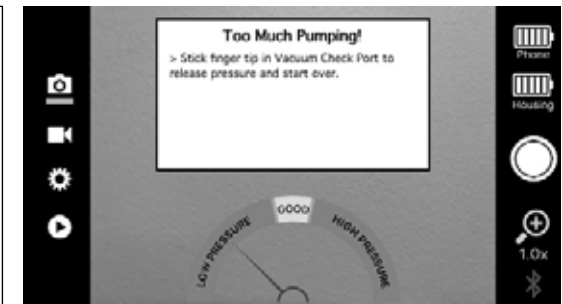 Too Much Pumping!
> Stick finger tip in Vacuum Check Port to
release pressure and start over.
Phone
Housing
GOOD
LOW PRESSURE
HIGH PRESSURE
1.0x